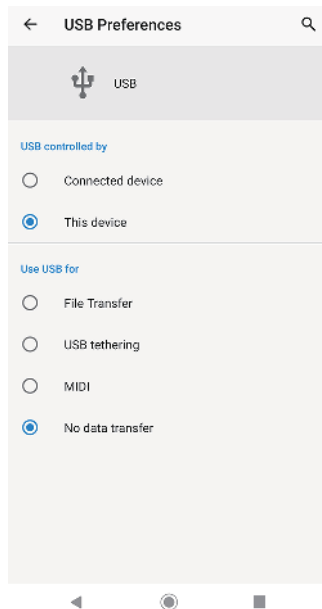 USB Preferences
USB
USB controlled by
Connected device
This device
Use USB for
File Transfer
USB tethering
MIDI
No data transfer